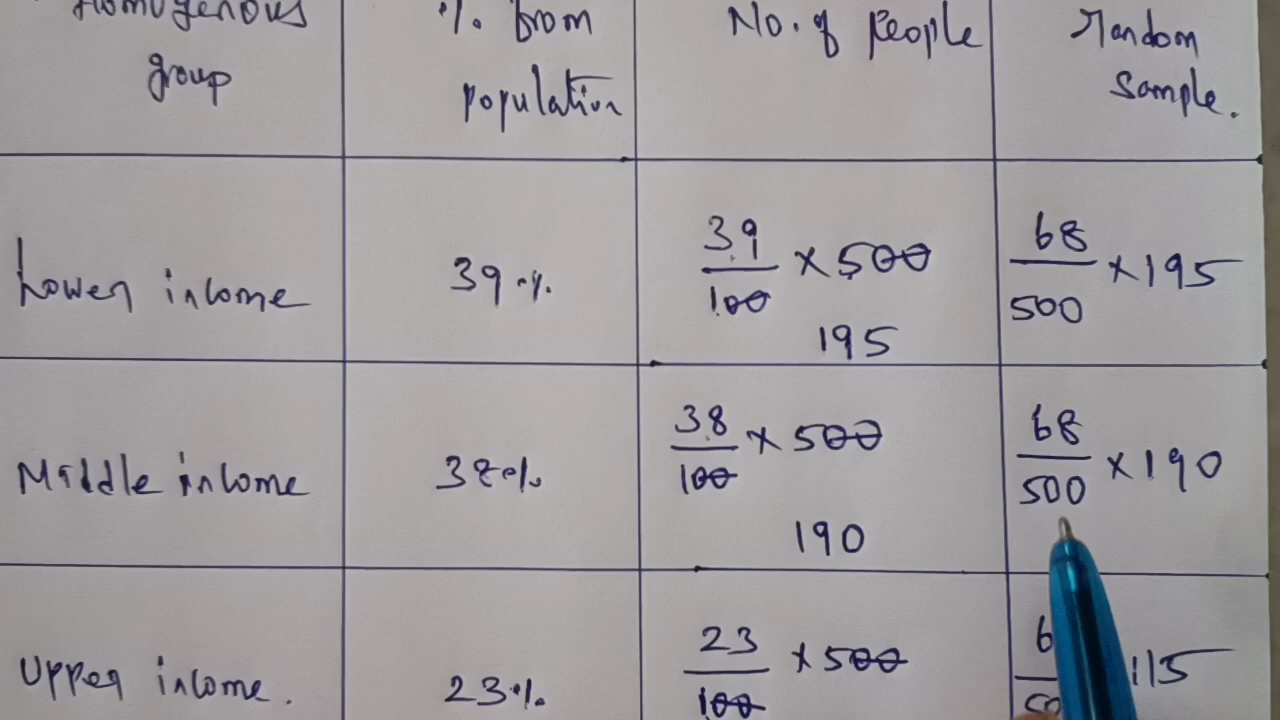 Homogenous group
% from population
No. of people
random sample.
Lower income
39%
39/100 × 500
195
68/500 × 195
Middle income
38%
38/100 × 500
190
68/500 × 190
Upper income.
23%
23/100 × 500
115